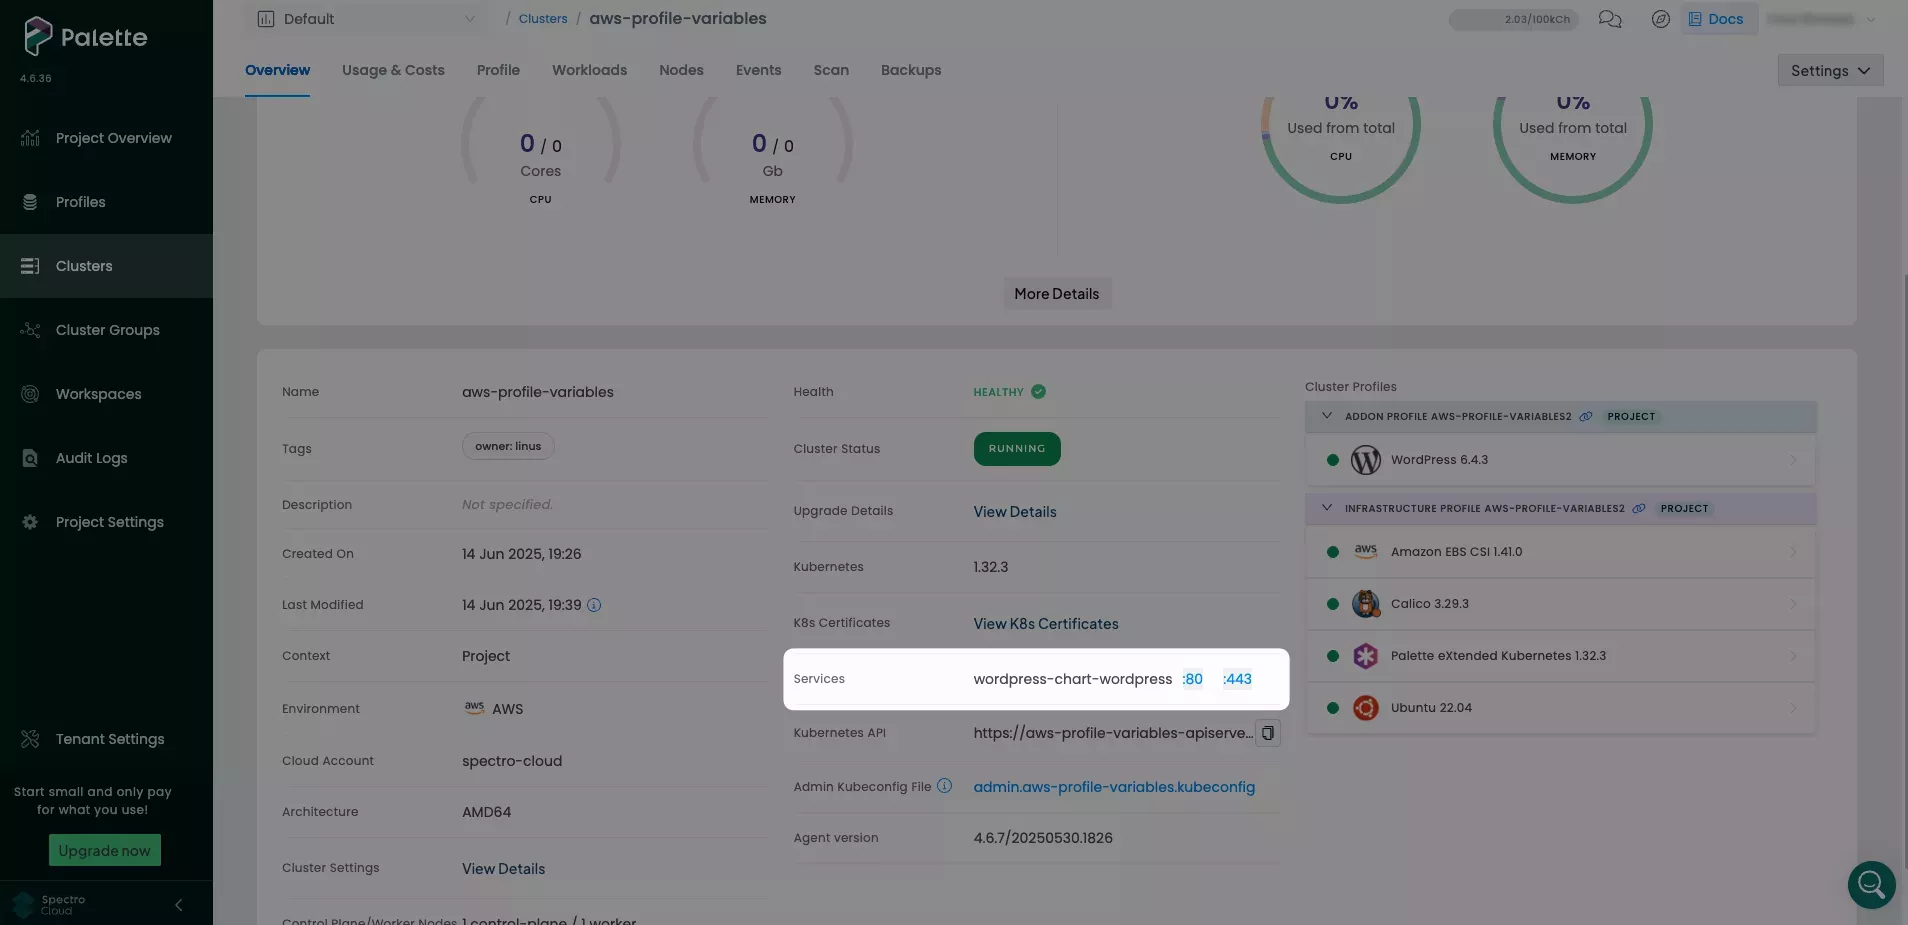 Palette
4.6.36
Project Overview
Profiles
Clusters
Cluster Groups
Workspaces
Audit Logs
Project Settings
Tenant Settings
Start small and only pay
for what you use!
Upgrade now
Spectro
Cloud
Default
/ Clusters / aws-profile-variables
2.03/100kCh
Docs
Overview Usage & Costs Profile Workloads Nodes Events Scan Backups
Settings
0 / 0
Cores
CPU
0 / 0
Gb
MEMORY
0%
Used from total
CPU
0%
Used from total
MEMORY
More Details
Name aws-profile-variables
Tags owner: linus
Description Not specified.
Created On 14 Jun 2025, 19:26
Last Modified 14 Jun 2025, 19:39
Context Project
Environment aws AWS
Cloud Account spectro-cloud
Architecture AMD64
Cluster Settings View Details
Control Plane/Worker Nodes 1 control-plane / 1 worker
Health HEALTHY
Cluster Status RUNNING
Upgrade Details View Details
Kubernetes 1.32.3
K8s Certificates View K8s Certificates
Services wordpress-chart-wordpress :80 :443
Kubernetes API https://aws-profile-variables-apiserve...
Admin Kubeconfig File admin.aws-profile-variables.kubeconfig
Agent version 4.6.7/20250530.1826
Cluster Profiles
ADDON PROFILE AWS-PROFILE-VARIABLES2 PROJECT
WordPress 6.4.3
INFRASTRUCTURE PROFILE AWS-PROFILE-VARIABLES2 PROJECT
aws Amazon EBS CSI 1.41.0
Calico 3.29.3
Palette eXtended Kubernetes 1.32.3
Ubuntu 22.04